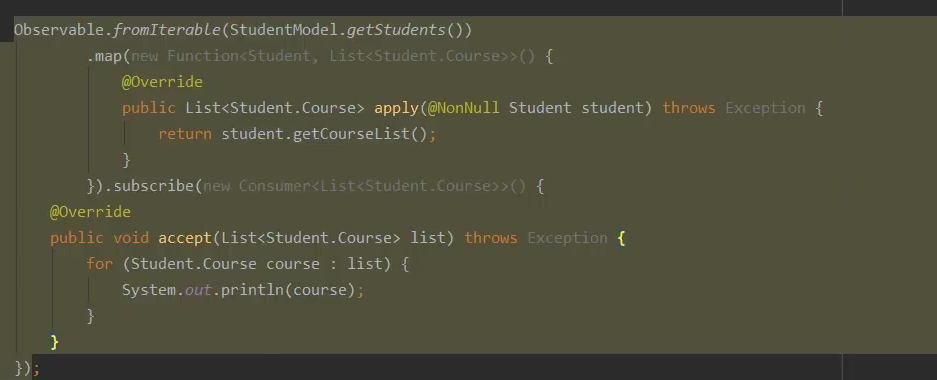 Observable.fromIterable(StudentModel.getStudents())
.map(new Function<Student, List<Student.Course>>() {
@Override
public List<Student.Course> apply(@NonNull Student student) throws Exception {
return student.getCourseList();
}
}).subscribe(new Consumer<List<Student.Course>>() {
@Override
public void accept(List<Student.Course> list) throws Exception {
for (Student.Course course : list) {
System.out.println(course);
}
}
});